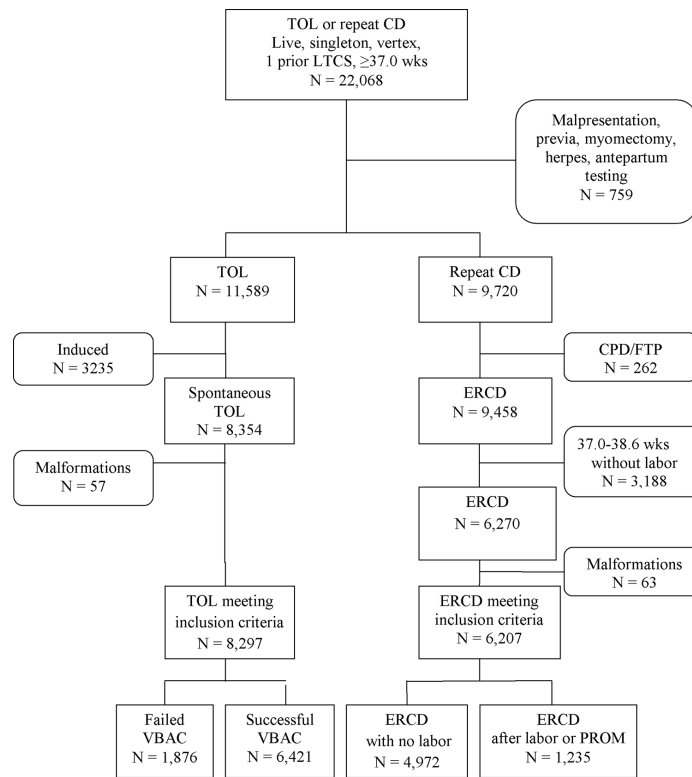 TOL or repeat CD
Live, singleton, vertex,
1 prior LTCS, ≥37.0 wks
N = 22,068
Malpresentation,
previa, myomectomy,
herpes, antepartum
testing
N = 759
TOL
N = 11,589
Repeat CD
N = 9,720
Induced
N = 3235
CPD/FTP
N = 262
Spontaneous
TOL
N = 8,354
ERCD
N = 9,458
Malformations
N = 57
37.0-38.6 wks
without labor
N = 3,188
ERCD
N = 6,270
Malformations
N = 63
TOL meeting
inclusion criteria
N = 8,297
ERCD meeting
inclusion criteria
N = 6,207
Failed
VBAC
N = 1,876
Successful
VBAC
N = 6,421
ERCD
with no labor
N = 4,972
ERCD
after labor or PROM
N = 1,235